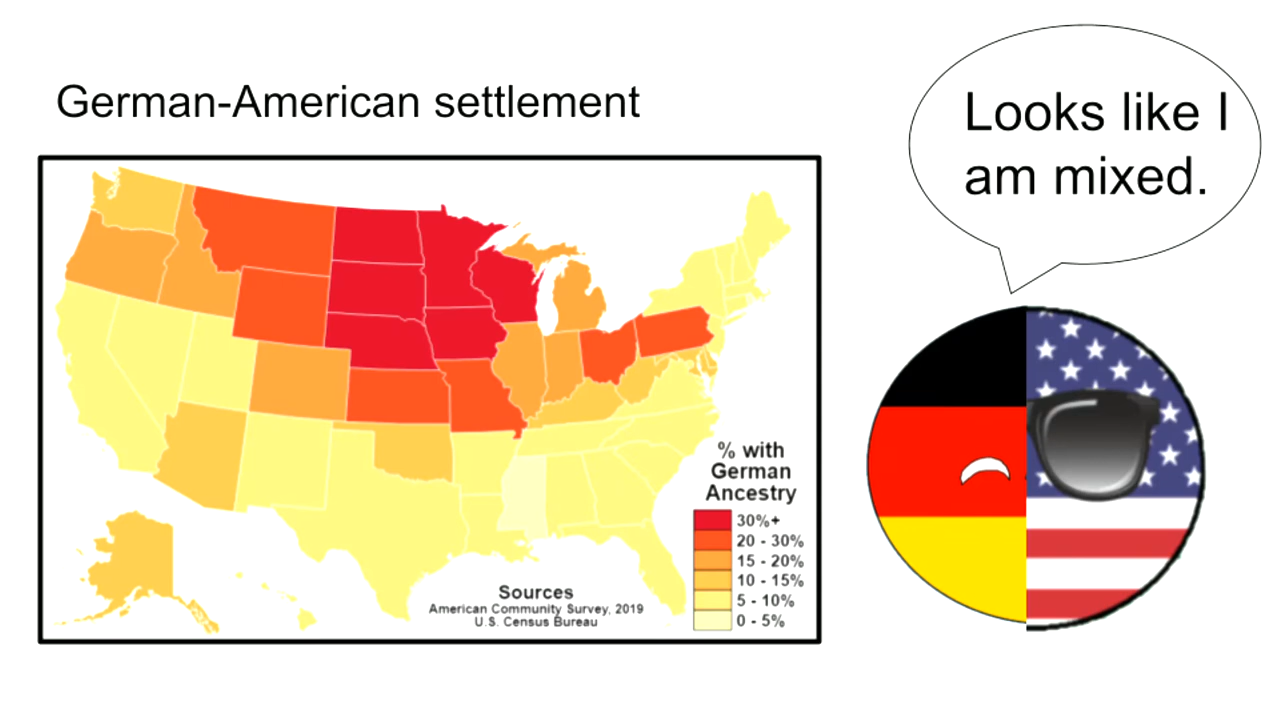 German-American settlement
Looks like I
am mixed.
% with
German
Ancestry
30%+
20 - 30%
15 - 20%
10 - 15%
5 - 10%
0 - 5%
Sources
American Community Survey, 2019
U.S. Census Bureau